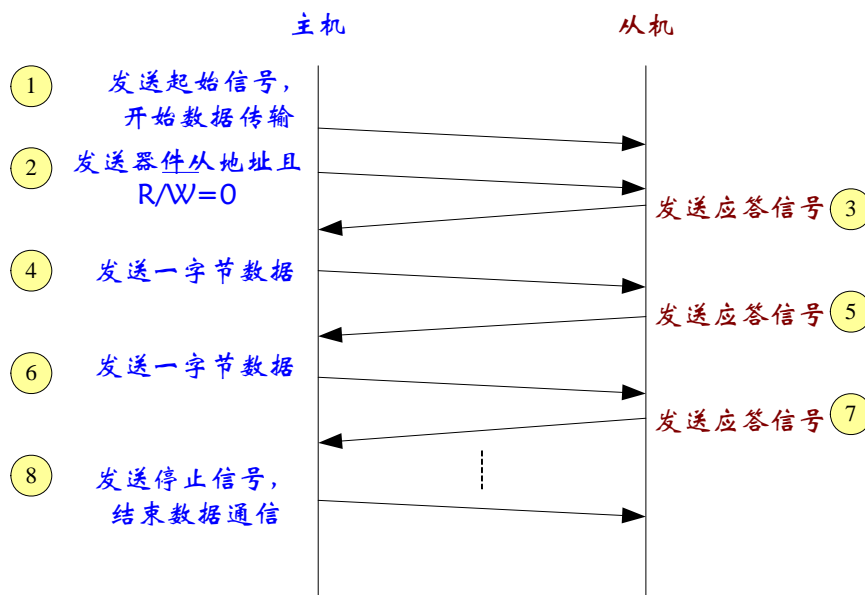 主机
从机
1
发送起始信号，
开始数据传输
2
发送器件从地址且
R/W=0
发送应答信号
3
4
发送一字节数据
发送应答信号
5
6
发送一字节数据
发送应答信号
7
8
发送停止信号，
结束数据通信